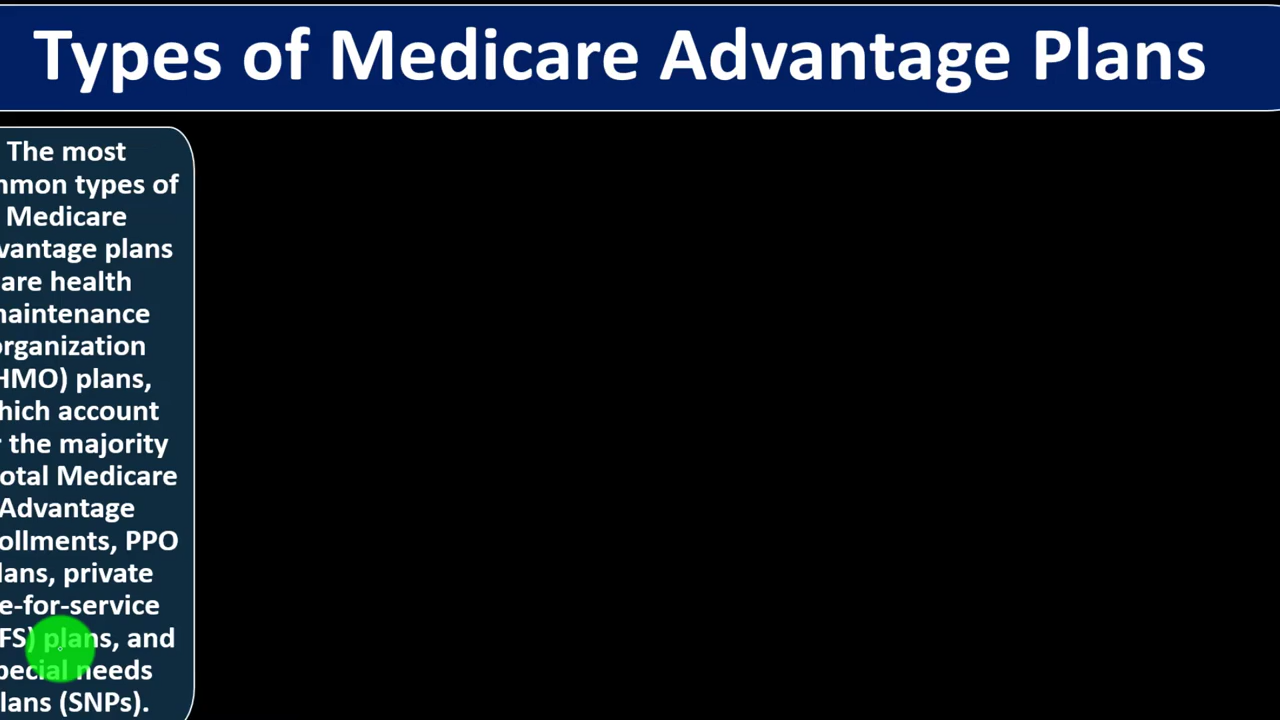 Types of Medicare Advantage Plans
The most
mmon types of
Medicare
vantage plans
are health
naintenance
organization
HMO) plans,
hich account
r the majority
otal Medicare
Advantage
ollments, PPO
lans, private
e-for-service
FS) plans, and
pecial needs
lans (SNPs).